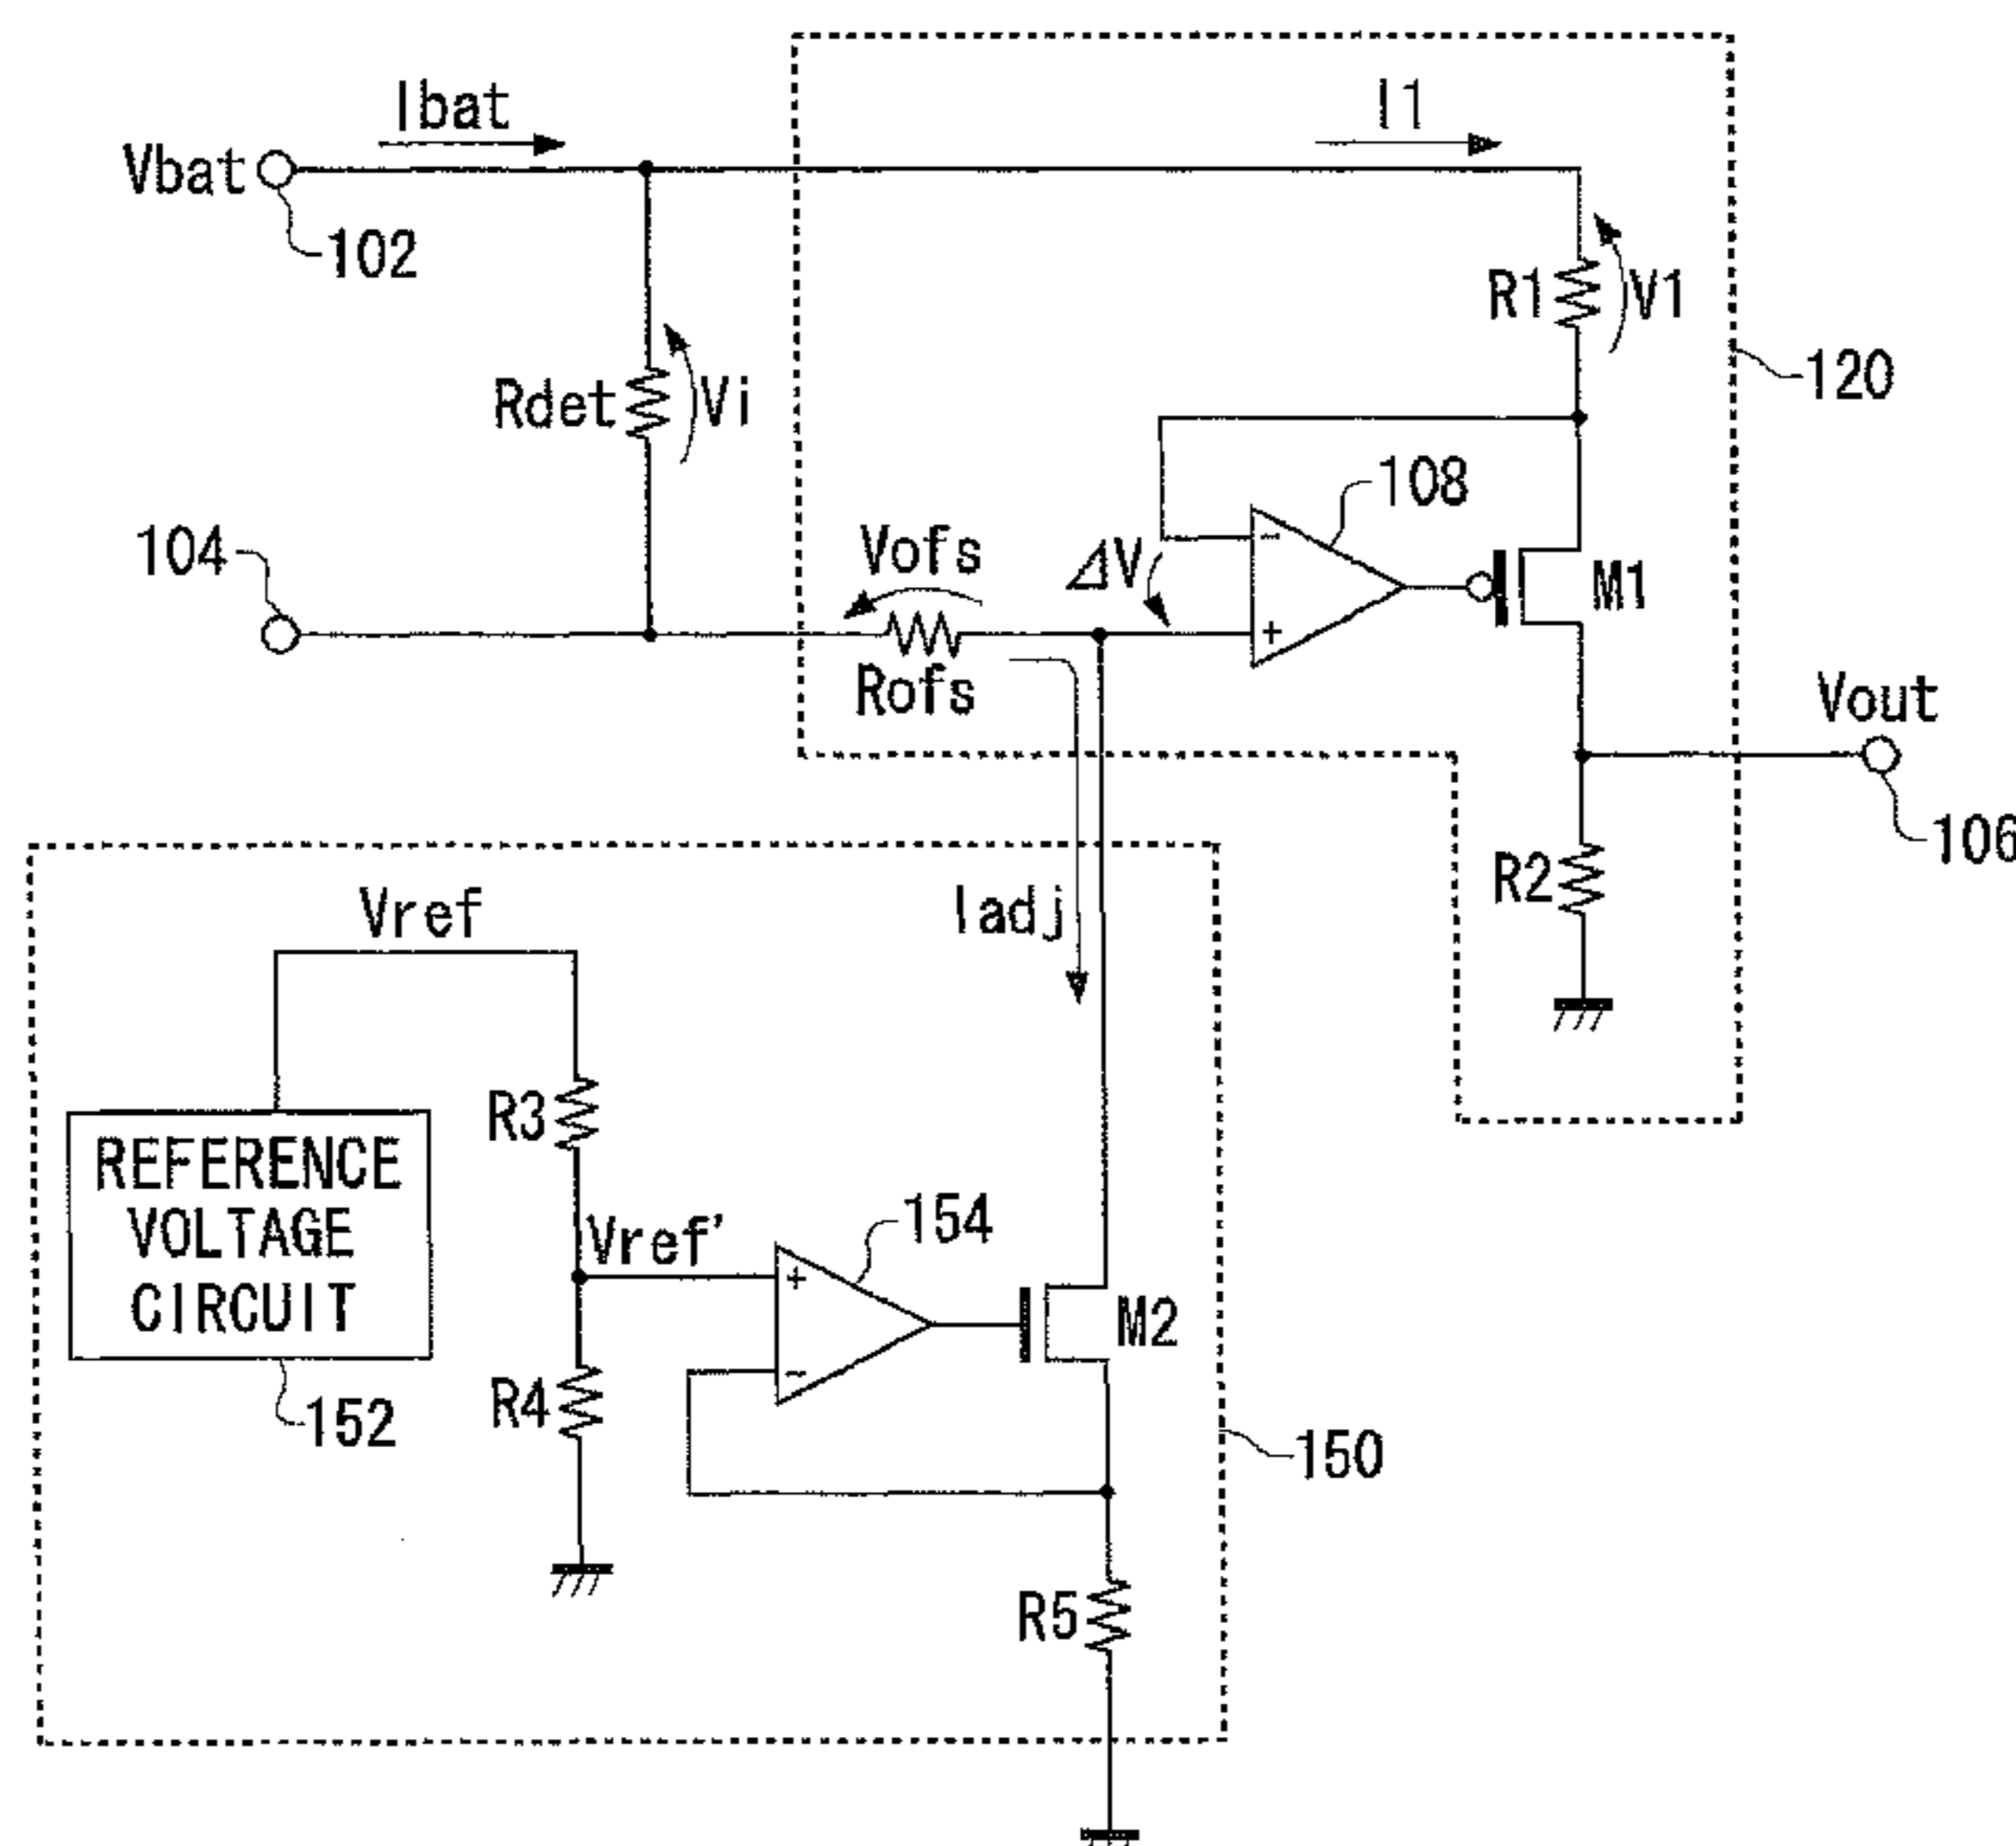 Ibat
I1
Vbat
102
R1
V1
120
Rdet
Vi
108
104
Vofs
ΔV
-
M1
+
Rofs
Vout
106
Vref
Iadj
R2
R3
REFERENCE
VOLTAGE
CIRCUIT
Vref'
154
+
M2
-
R4
152
150
R5